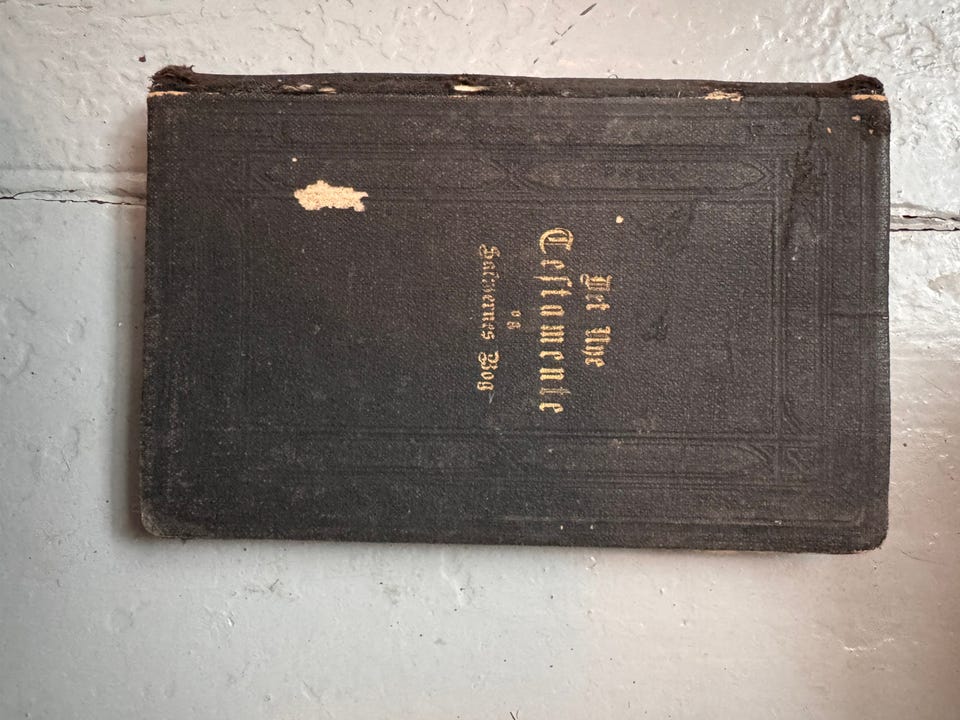 Det Nye
Testamente
og
Salmernes Bog